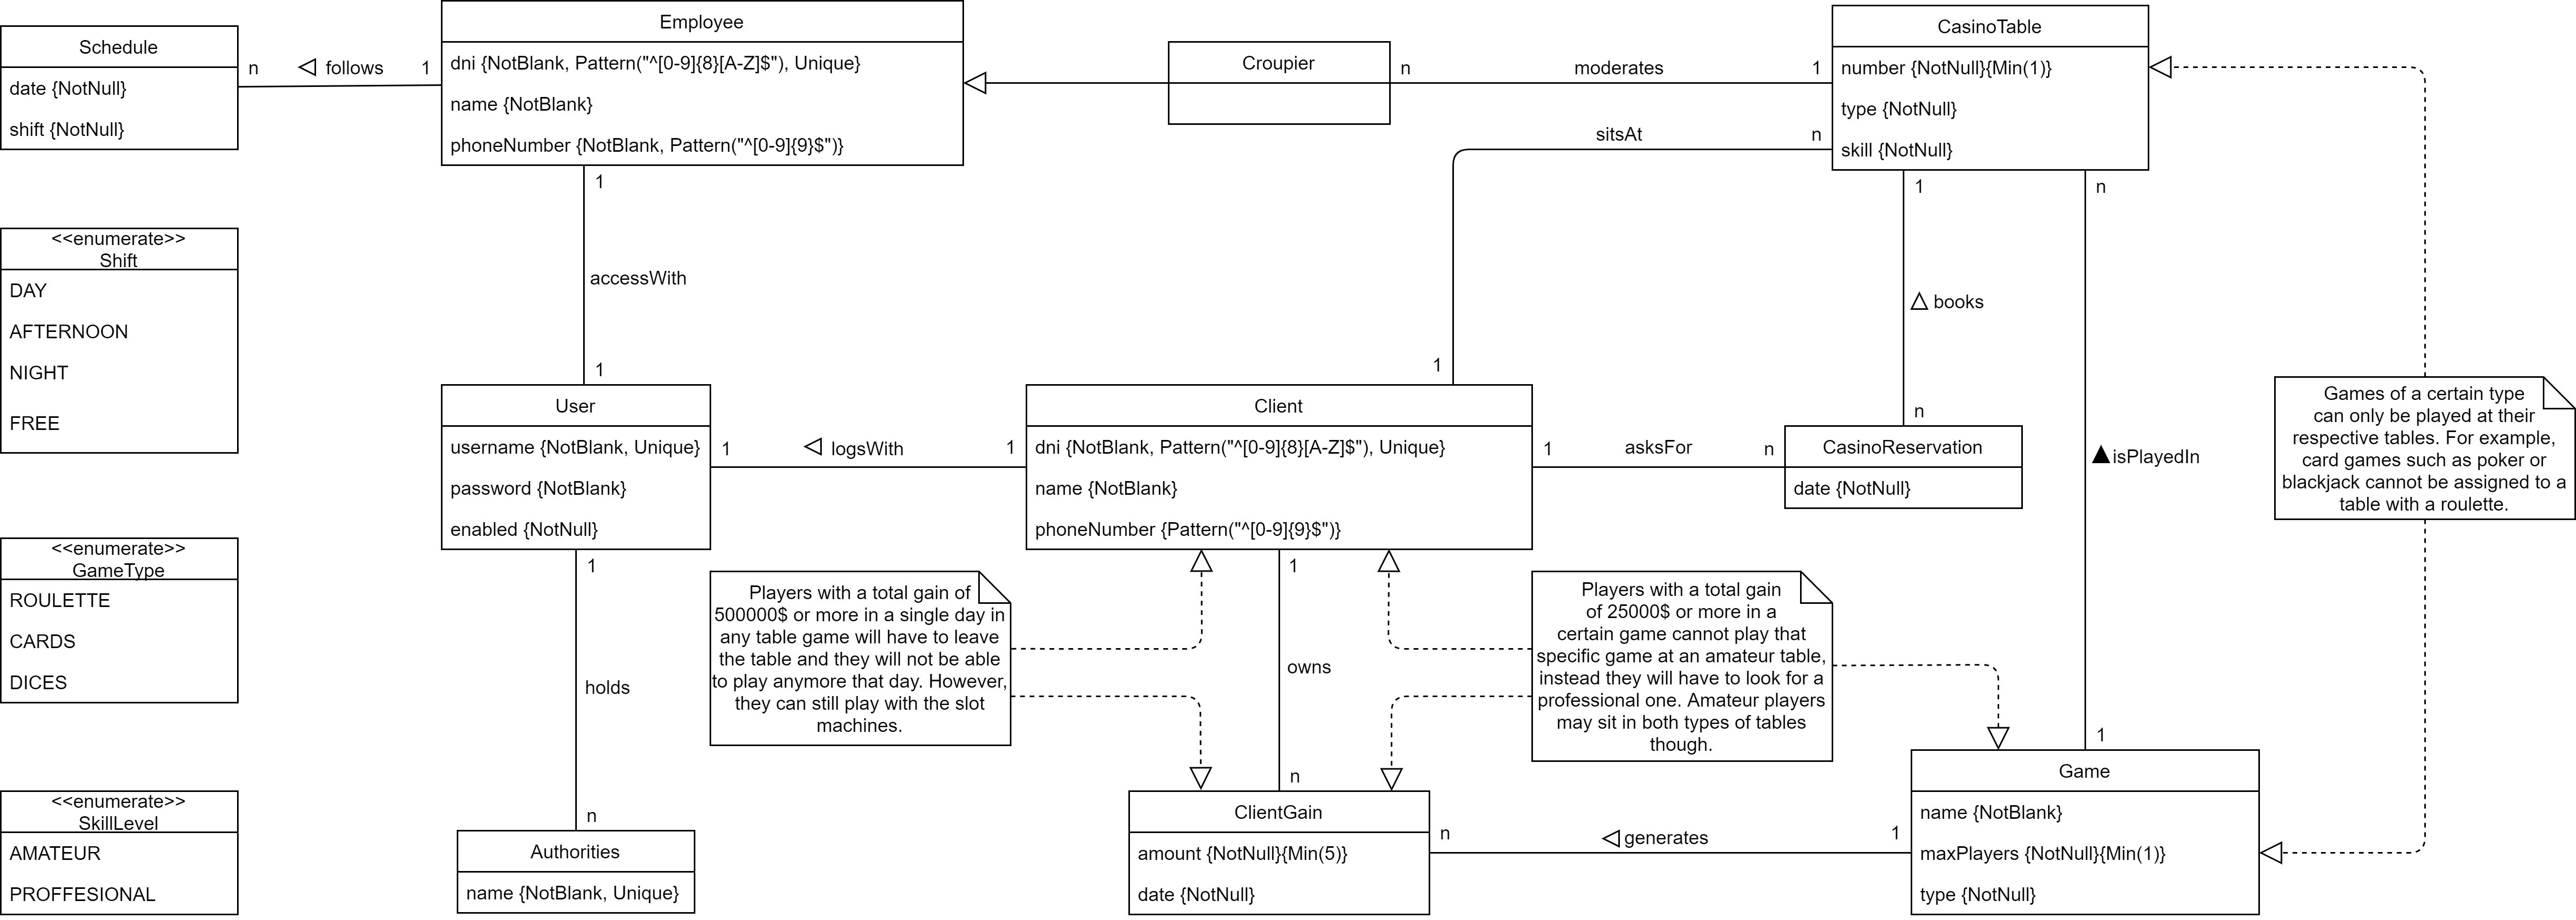 Schedule
date {NotNull}
shift {NotNull}
n
follows
1
Employee
dni {NotBlank, Pattern("^[0-9]{8}[A-Z]$"), Unique}
name {NotBlank}
phoneNumber {NotBlank, Pattern("^[0-9]{9}$")}
Croupier
n
moderates
1
CasinoTable
number {NotNull}{Min(1)}
type {NotNull}
skill {NotNull}
sitsAt
n
1
1
accessWith
1
<<enumerate>>
Shift
DAY
AFTERNOON
NIGHT
FREE
1
books
n
n
isPlayedIn
1
Games of a certain type
can only be played at their
respective tables. For example,
card games such as poker or
blackjack cannot be assigned to a
table with a roulette.
User
username {NotBlank, Unique}
password {NotBlank}
enabled {NotNull}
1
logsWith
1
Client
dni {NotBlank, Pattern("^[0-9]{8}[A-Z]$"), Unique}
name {NotBlank}
phoneNumber {Pattern("^[0-9]{9}$")}
1
asksFor
n
CasinoReservation
date {NotNull}
<<enumerate>>
GameType
ROULETTE
CARDS
DICES
1
holds
n
Players with a total gain of
500000$ or more in a single day in
any table game will have to leave
the table and they will not be able
to play anymore that day. However,
they can still play with the slot
machines.
1
owns
n
Players with a total gain
of 25000$ or more in a
certain game cannot play that
specific game at an amateur table,
instead they will have to look for a
professional one. Amateur players
may sit in both types of tables
though.
<<enumerate>>
SkillLevel
AMATEUR
PROFFESIONAL
Authorities
name {NotBlank, Unique}
ClientGain
amount {NotNull}{Min(5)}
date {NotNull}
n
generates
1
Game
name {NotBlank}
maxPlayers {NotNull}{Min(1)}
type {NotNull}